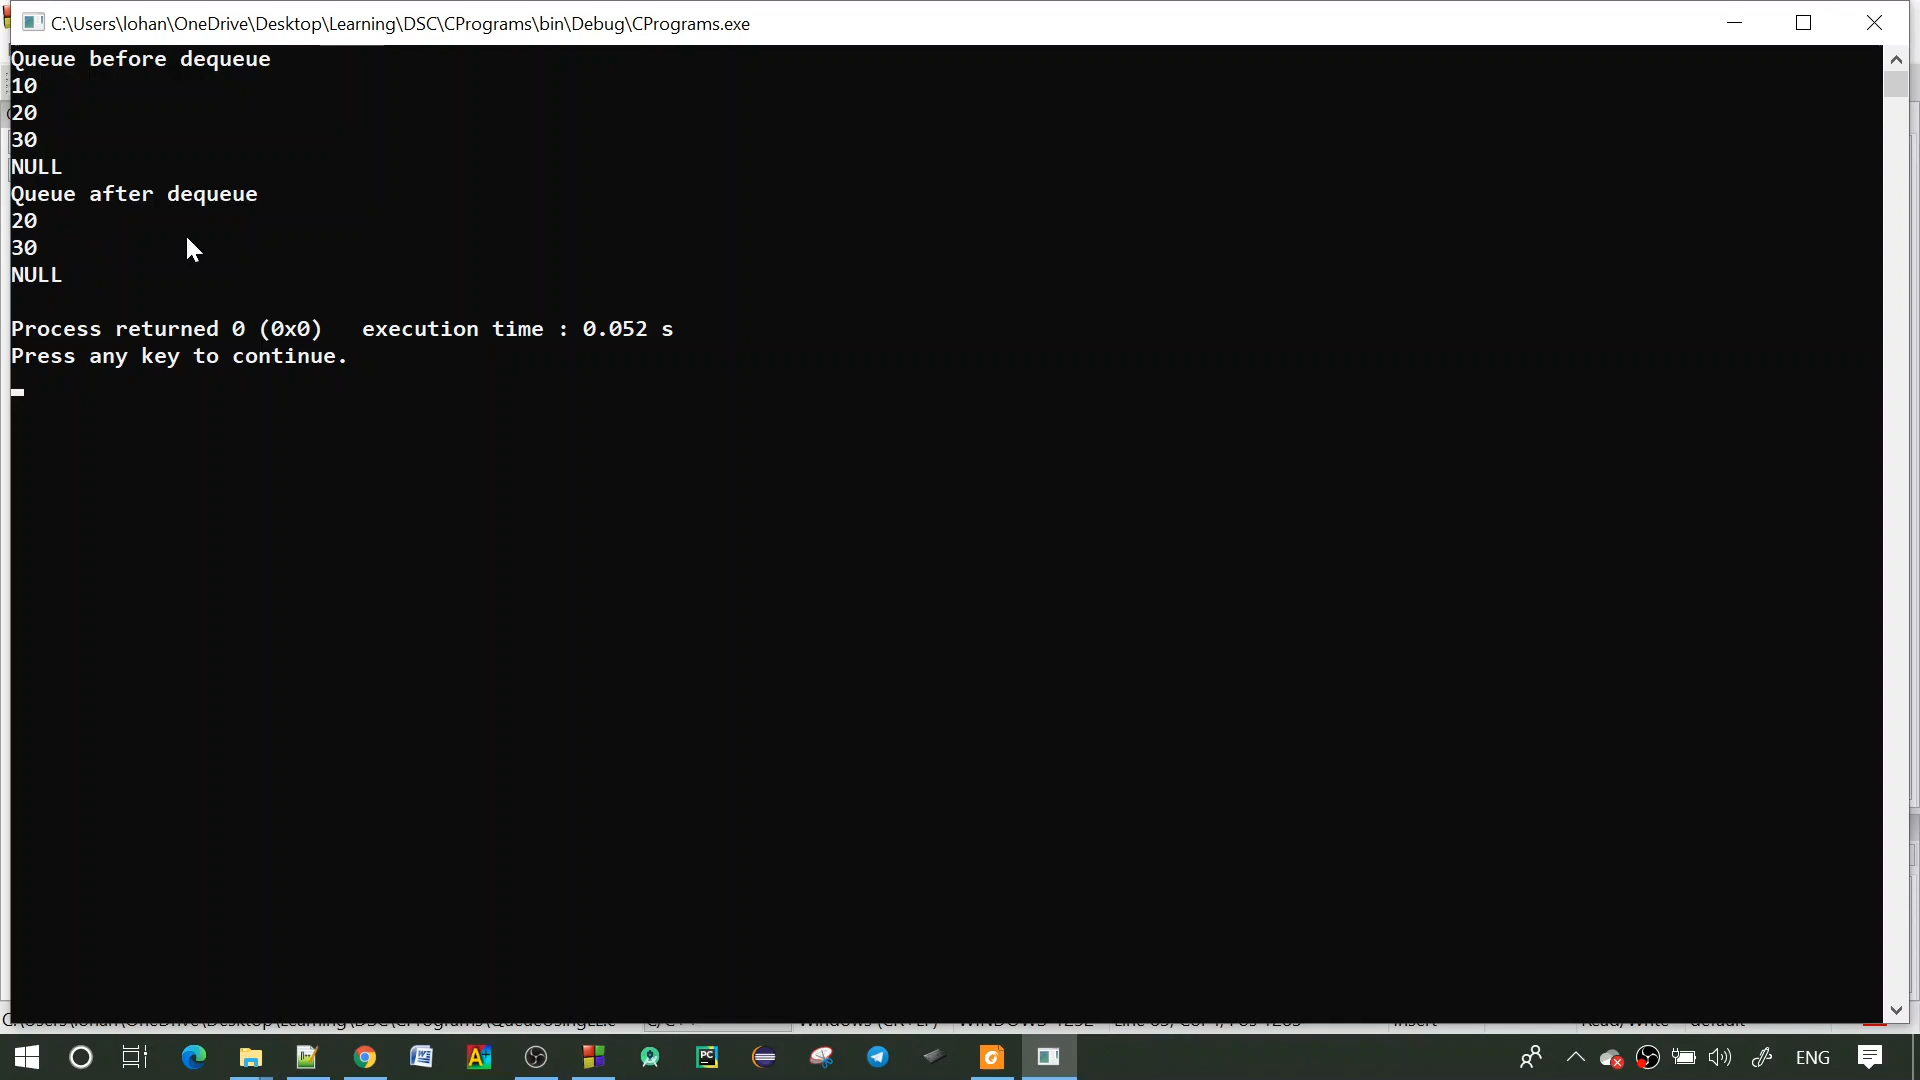 C:\Users\lohan\OneDrive\Desktop\Learning\DSC\CPrograms\bin\Debug\CPrograms.exe
Queue before dequeue
10
20
30
NULL
Queue after dequeue
20
30
NULL
Process returned 0 (0x0)   execution time : 0.052 s
Press any key to continue.
ENG